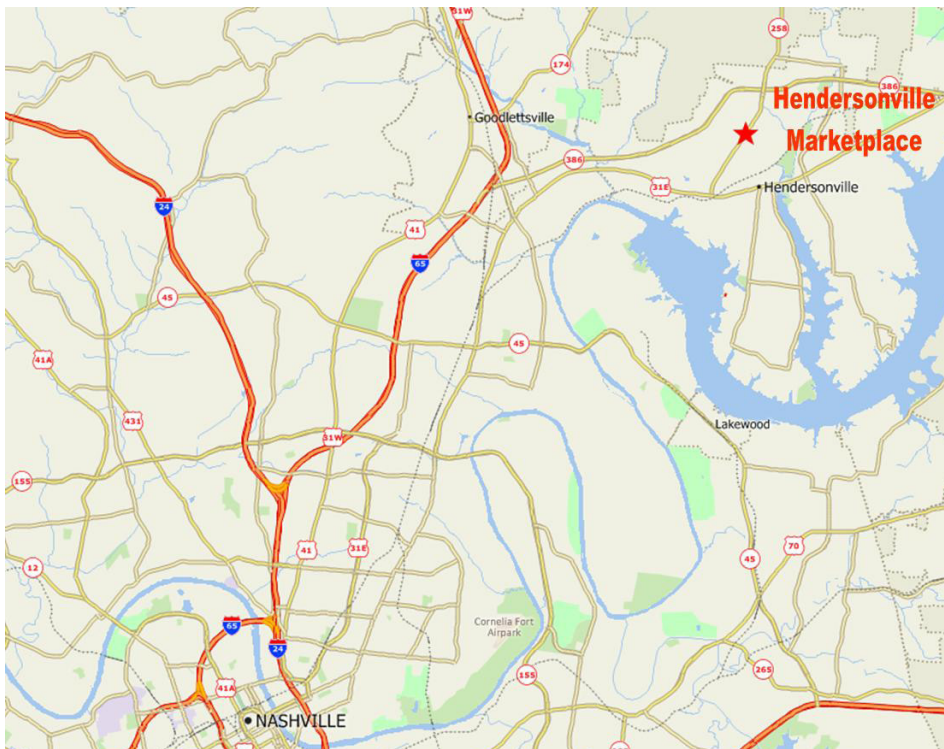 31W
258
174
386
Hendersonville
Marketplace
Goodlettsville
386
31E
Hendersonville
24
41
65
45
45
41A
431
Lakewood
31W
155
41
31E
70
12
45
Cornelia Fort
Airpark
65
24
265
155
41A
NASHVILLE